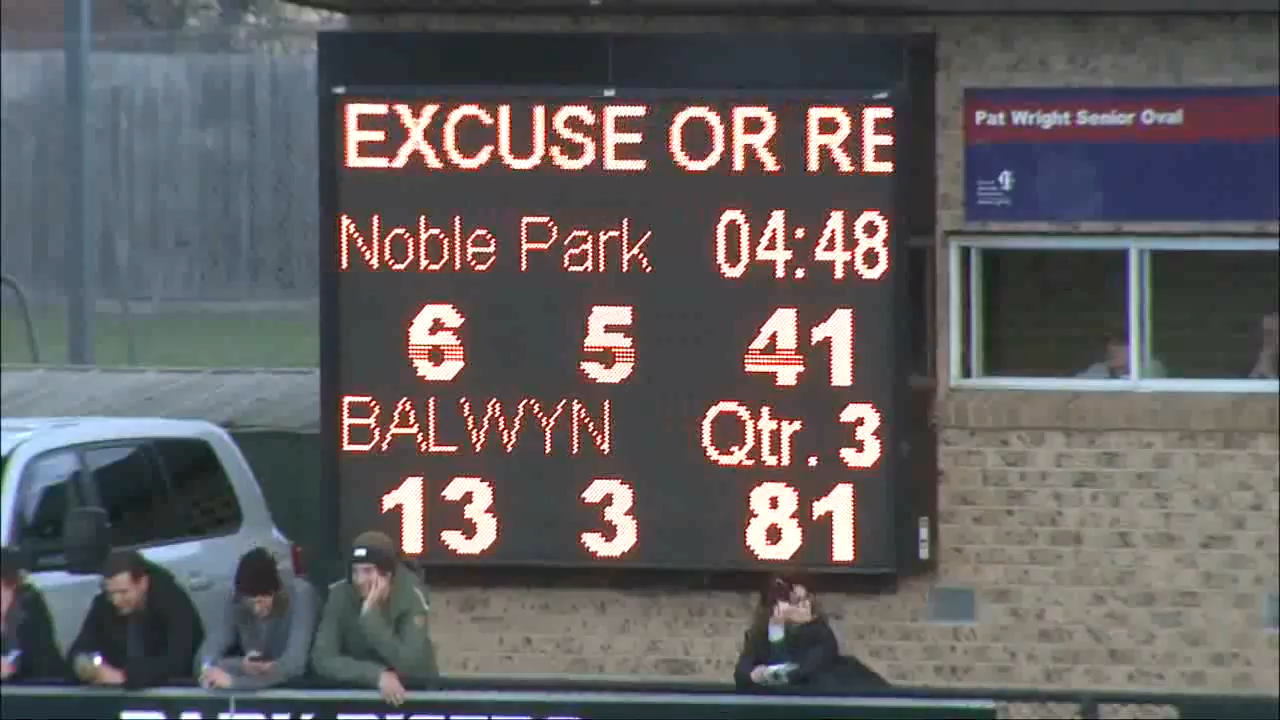 EXCUSE OR RE
Pat Wright Senior Oval
Noble Park 04:48
6 5 41
BALWYN Qtr. 3
13 3 81